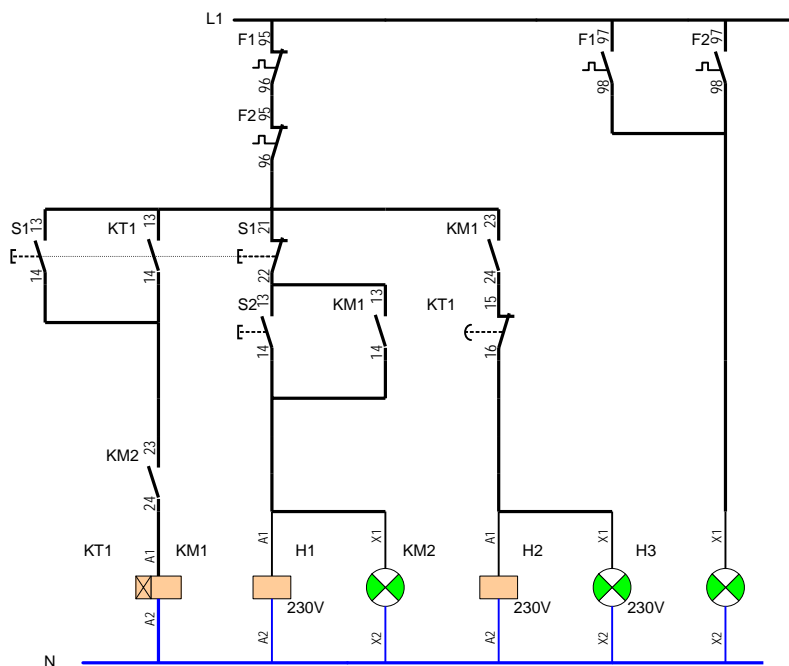 L1
F1 95
F1 97
F2 97
96
98
98
F2 95
96
S1 13
KT1 13
S1 21
KM1 23
14
14
22
24
S2 13
KM1 13
KT1 15
14
14
16
KM2 23
24
KT1 A1 KM1
A1 H1
X1 KM2
A1 H2
X1 H3
X1
230V
230V
230V
A2
A2
X2
A2
X2
X2
N